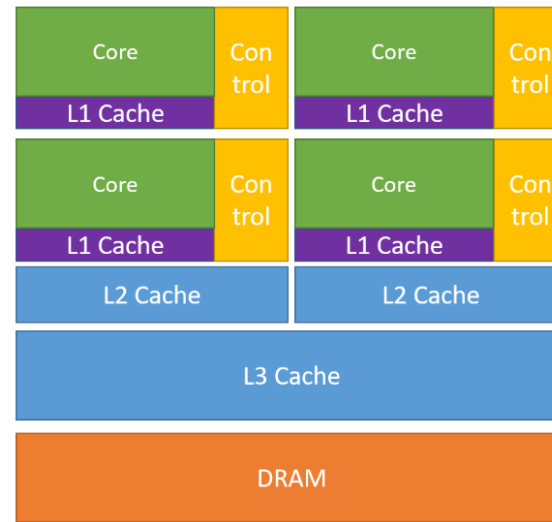 Core
Con
trol
L1 Cache
Core
Con
trol
L1 Cache
Core
Con
trol
L1 Cache
Core
Con
trol
L1 Cache
L2 Cache
L2 Cache
L3 Cache
DRAM